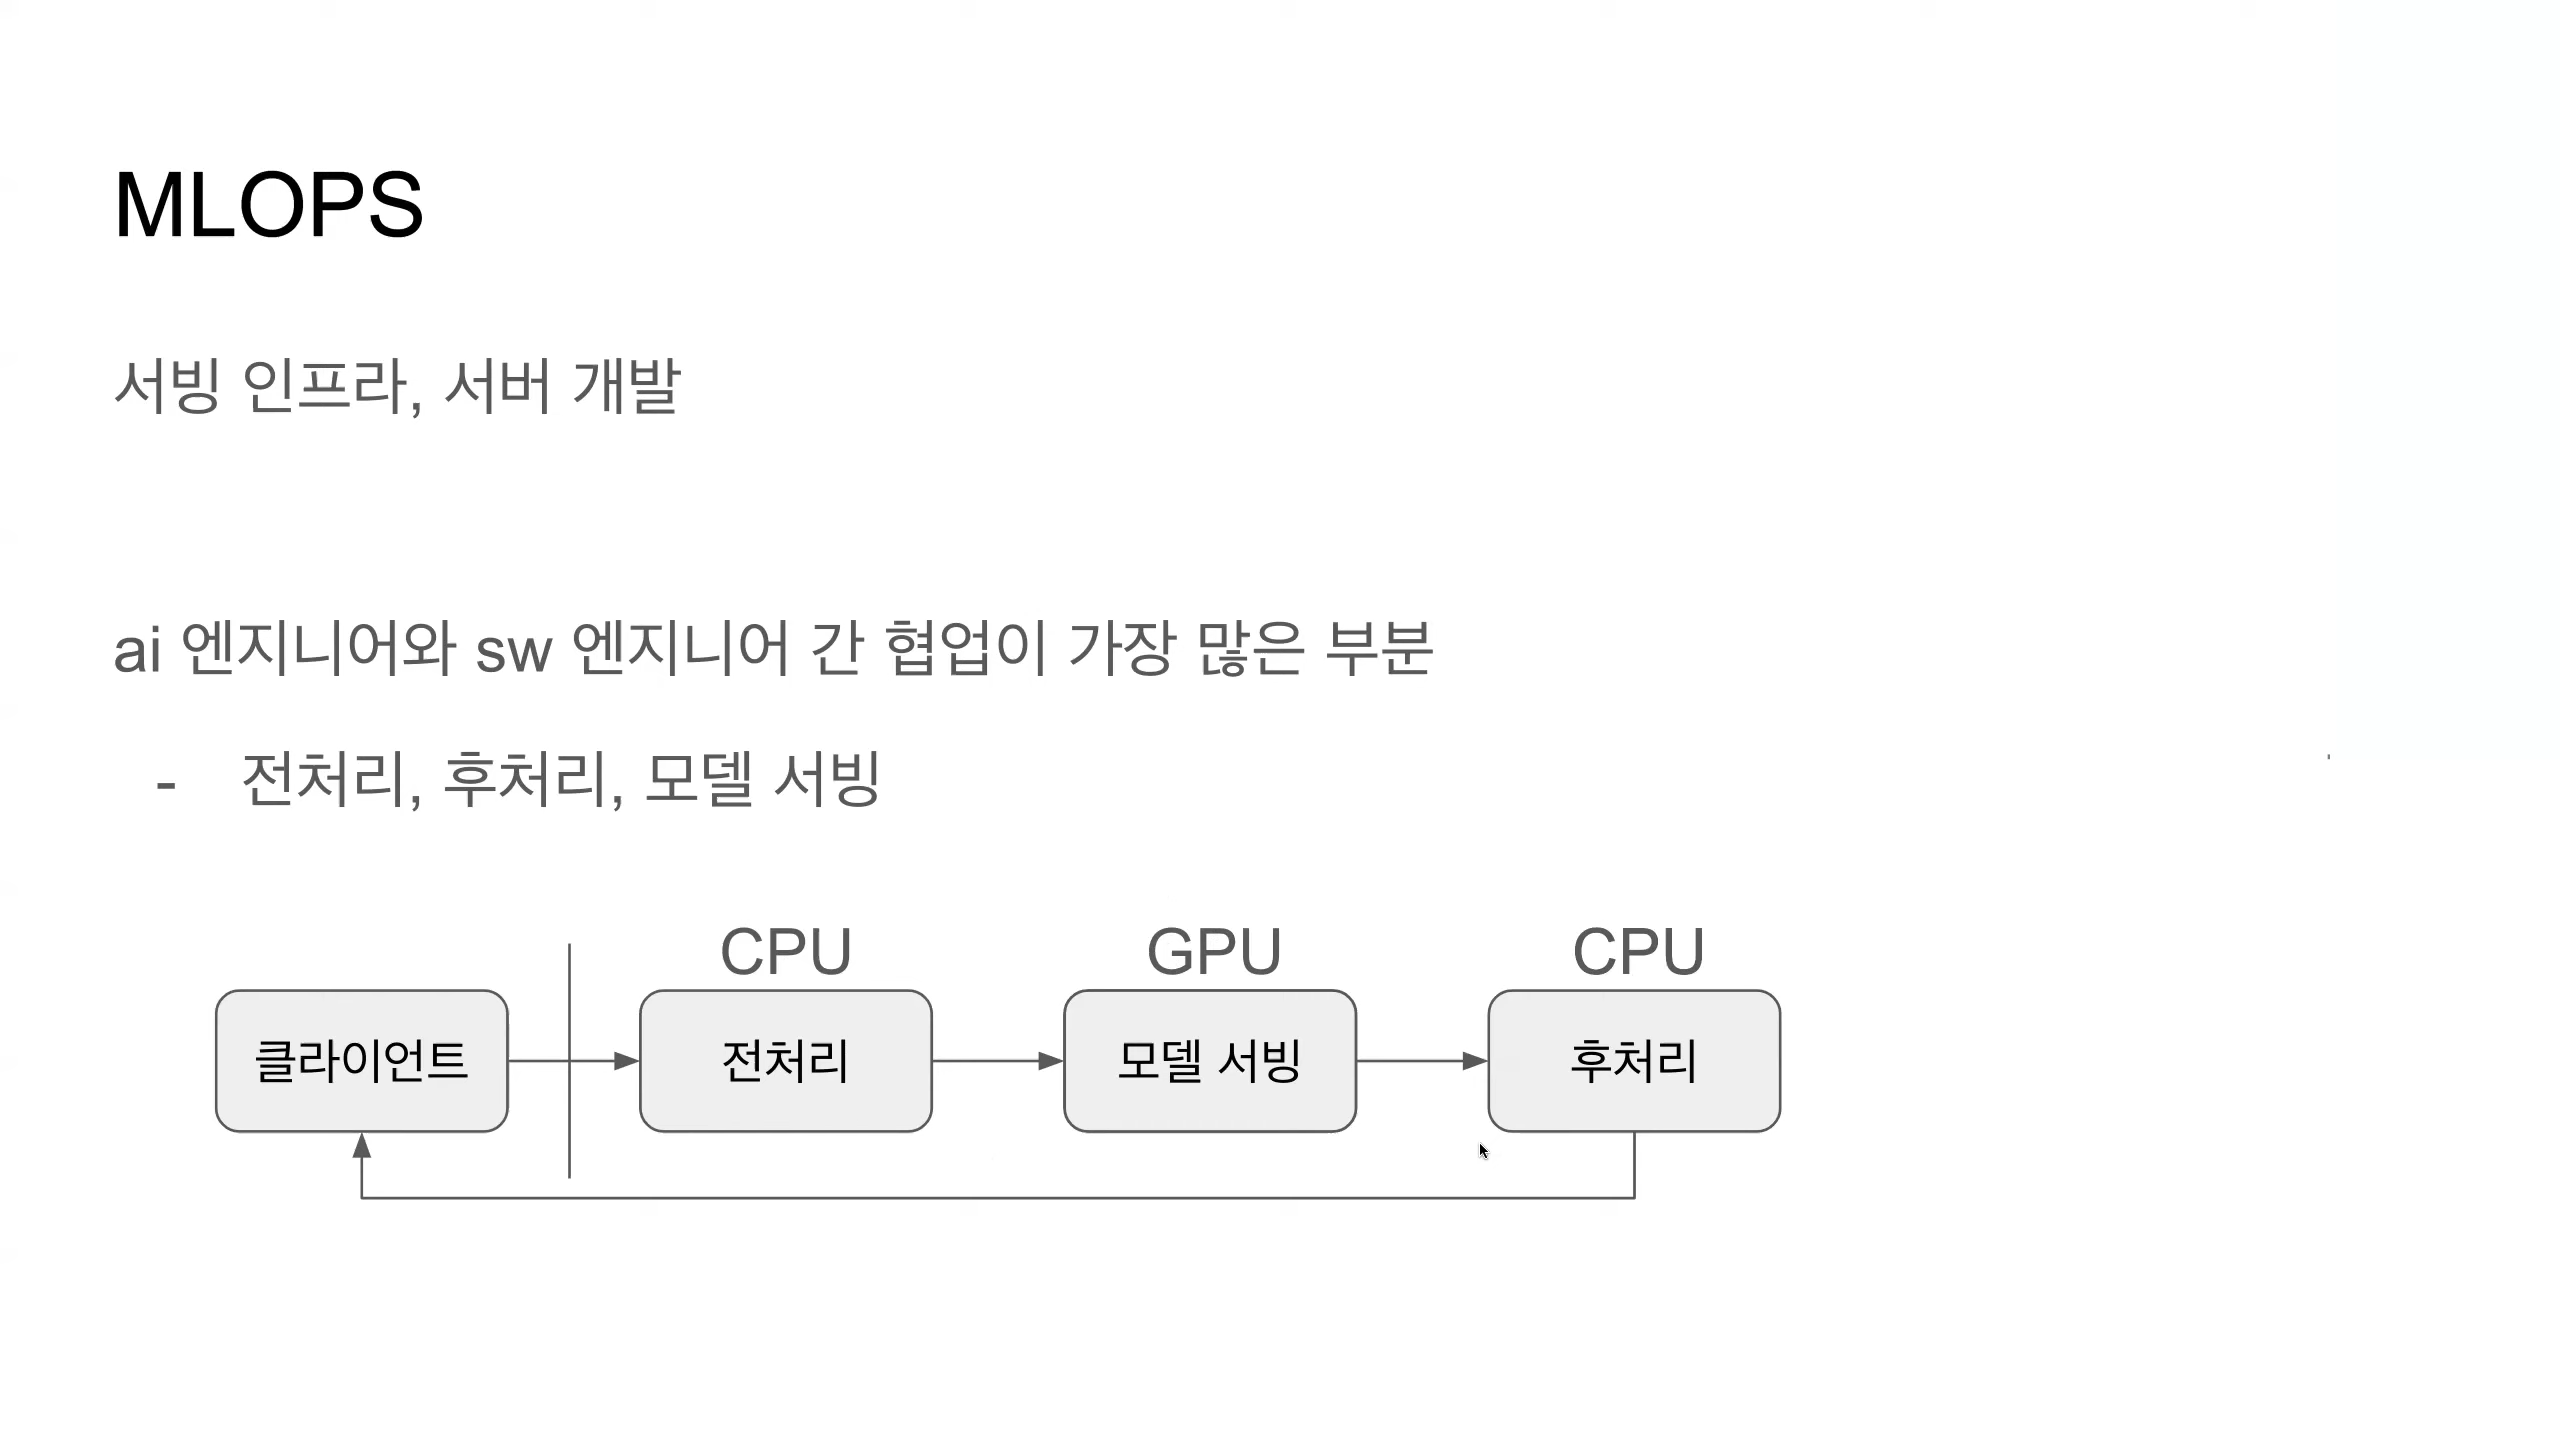 MLOPS
서빙 인프라, 서버 개발
ai 엔지니어와 sw 엔지니어 간 협업이 가장 많은 부분
- 전처리, 후처리, 모델 서빙
CPU GPU CPU
클라이언트 전처리 모델 서빙 후처리